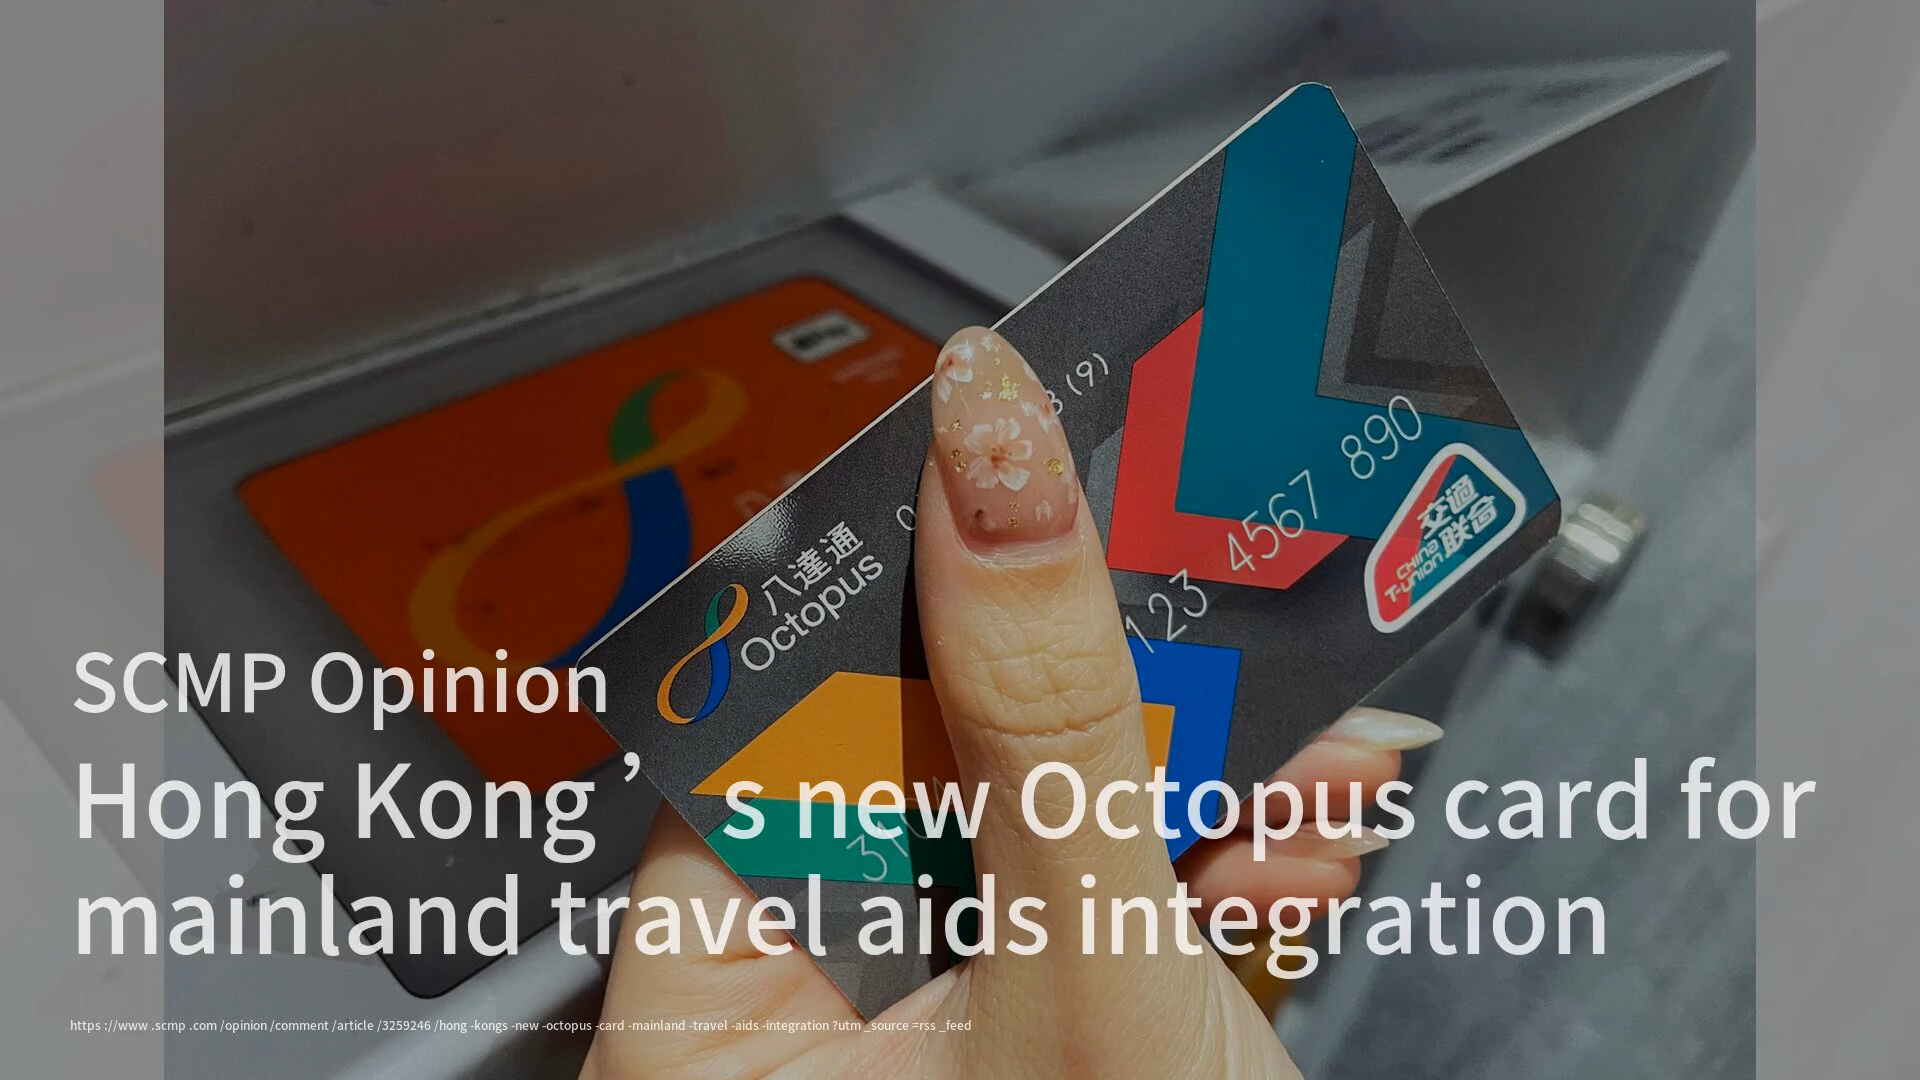 (9)
890
4567
123
交通
联合
CHINA
T-UNION
八達通
Octopus
SCMP Opinion
Hong Kong’s new Octopus card for
mainland travel aids integration
https://www.scmp.com/opinion/comment/article/3259246/hong-kongs-new-octopus-card-mainland-travel-aids-integration?utm_source=rss_feed